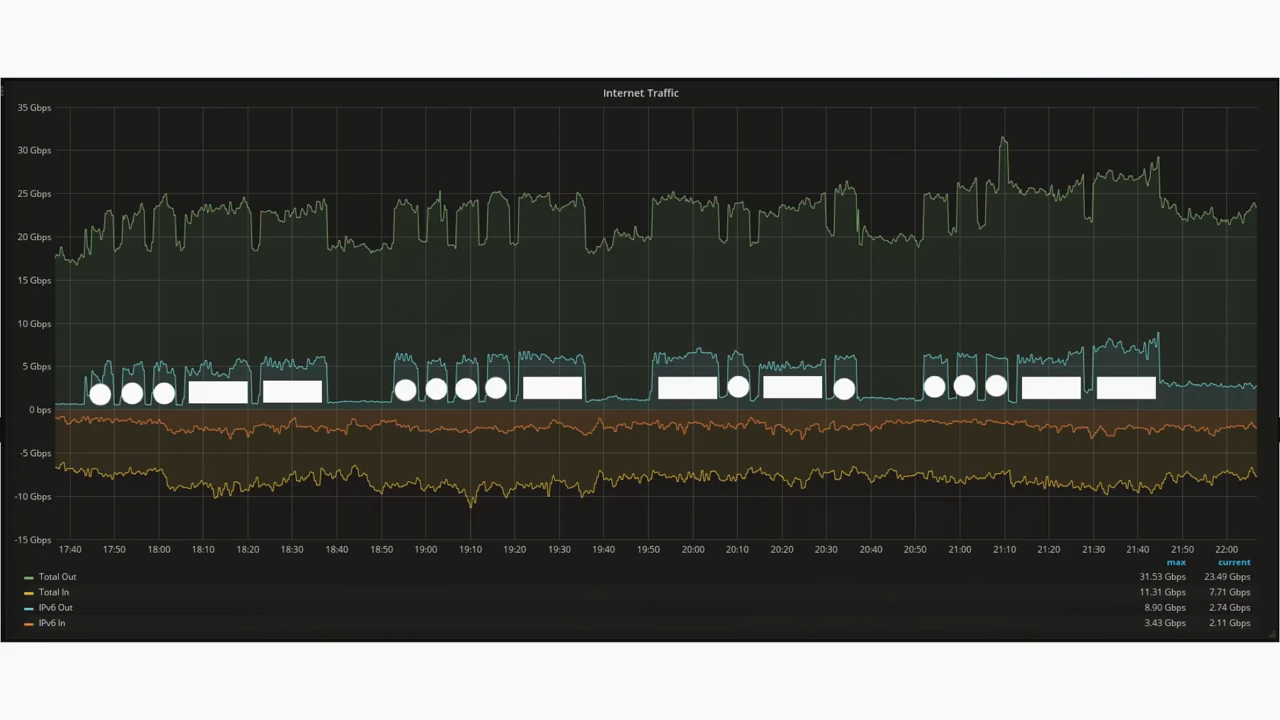 Internet Traffic
35 Gbps
30 Gbps
25 Gbps
20 Gbps
15 Gbps
10 Gbps
5 Gbps
0 bps
-5 Gbps
-10 Gbps
-15 Gbps
17:40 17:50 18:00 18:10 18:20 18:30 18:40 18:50 19:00 19:10 19:20 19:30 19:40 19:50 20:00 20:10 20:20 20:30 20:40 20:50 21:00 21:10 21:20 21:30 21:40 21:50 22:00
max current
Total Out 31.53 Gbps 23.49 Gbps
Total In 11.31 Gbps 7.71 Gbps
IPv6 Out 8.90 Gbps 2.74 Gbps
IPv6 In 3.43 Gbps 2.11 Gbps